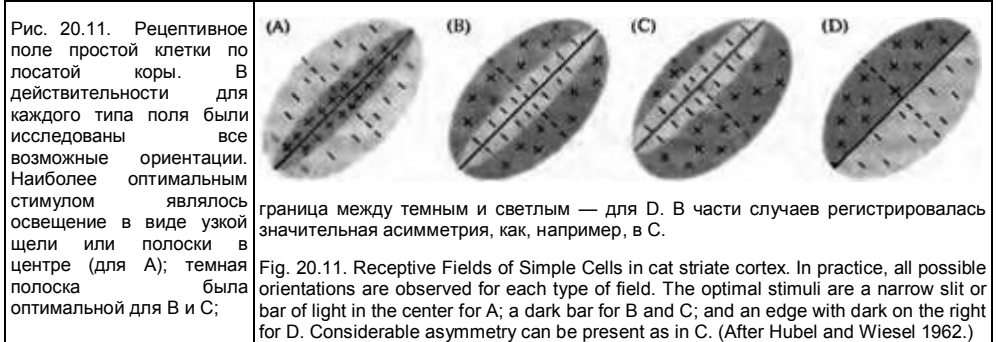 Рис. 20.11. Рецептивное
поле простой клетки по
лосатой коры. В
действительности для
каждого типа поля были
исследованы все
возможные ориентации.
Наиболее оптимальным
стимулом являлось
освещение в виде узкой
щели или полоски в
центре (для А); темная
полоска была
оптимальной для В и С;
(A) (B) (C) (D)
граница между темным и светлым — для D. В части случаев регистрировалась
значительная асимметрия, как, например, в С.
Fig. 20.11. Receptive Fields of Simple Cells in cat striate cortex. In practice, all possible
orientations are observed for each type of field. The optimal stimuli are a narrow slit or
bar of light in the center for A; a dark bar for B and C; and an edge with dark on the right
for D. Considerable asymmetry can be present as in C. (After Hubel and Wiesel 1962.)